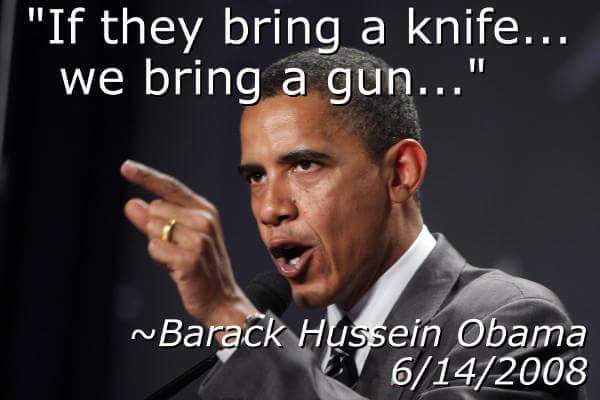 "If they bring a knife...
we bring a gun..."
~Barack Hussein Obama
6/14/2008